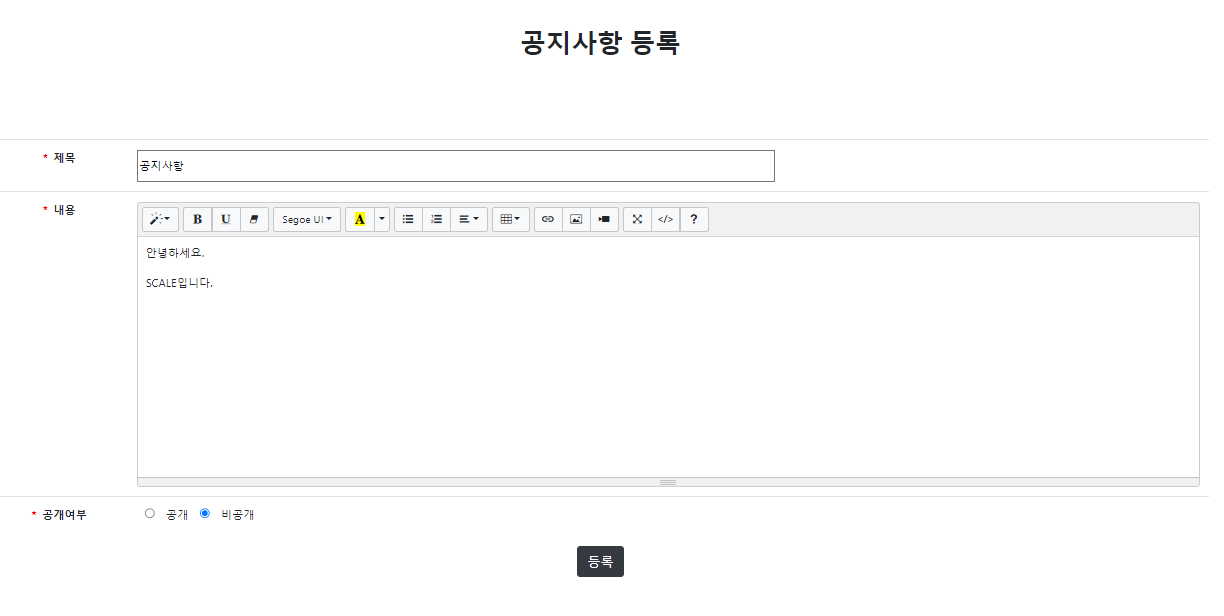 공지사항 등록
* 제목
공지사항
* 내용
B U Segoe UI A </> ?
안녕하세요.
SCALE입니다.
* 공개여부 공개 비공개
등록